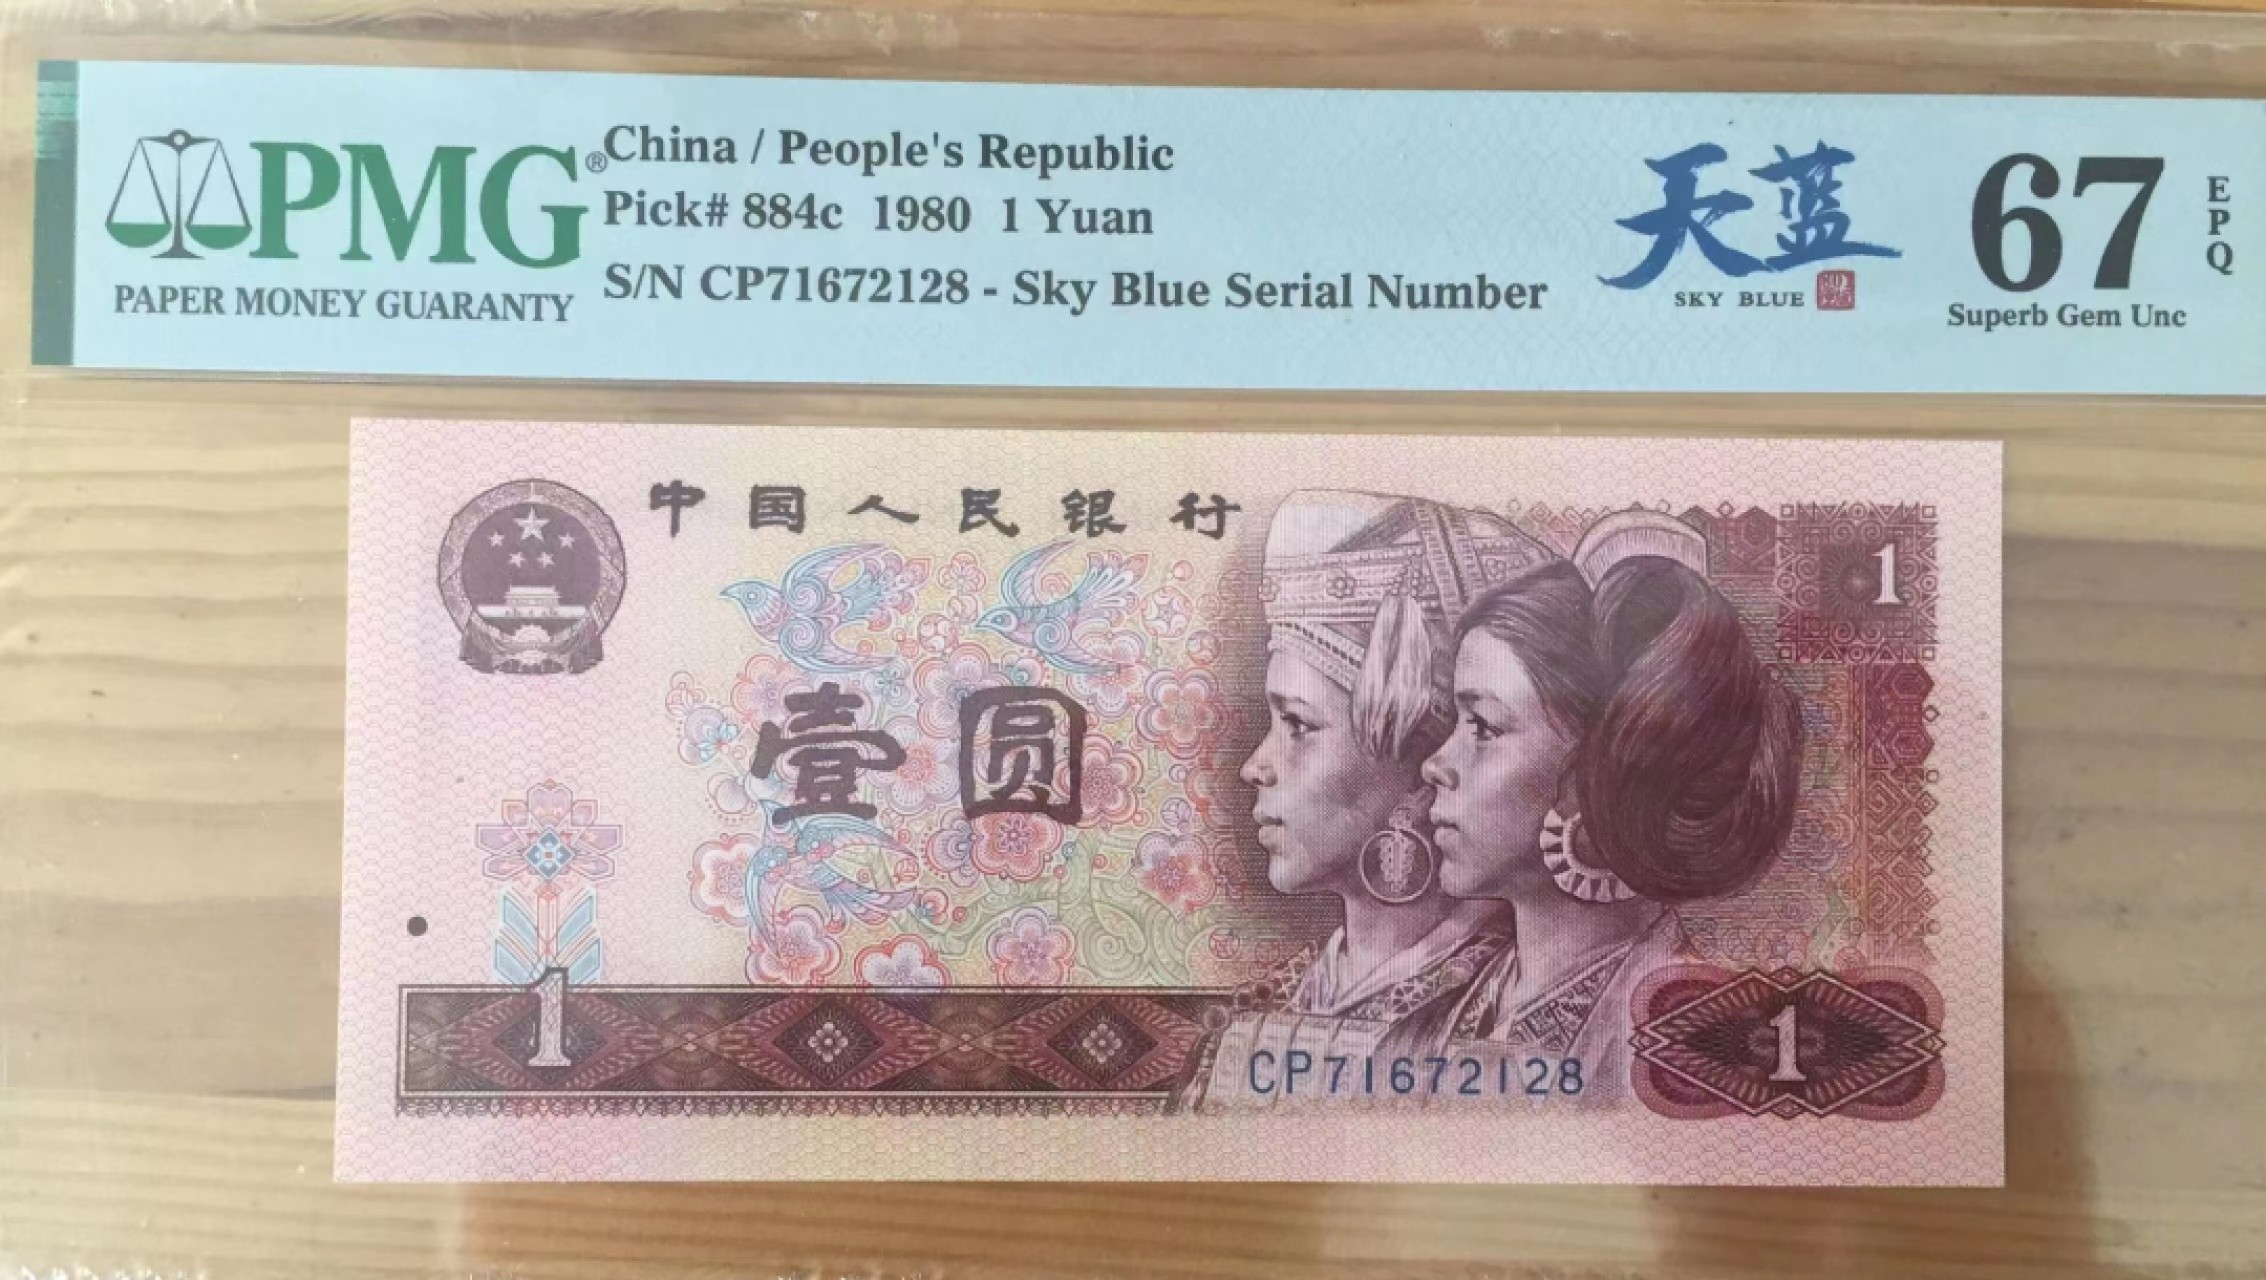 PMG®
PAPER MONEY GUARANTY
China / People's Republic
Pick# 884c 1980 1 Yuan
S/N CP71672128 - Sky Blue Serial Number
天蓝
SKY BLUE
67
EPQ
Superb Gem Unc
中国人民银行
1
壹圆
1
CP71672128
1